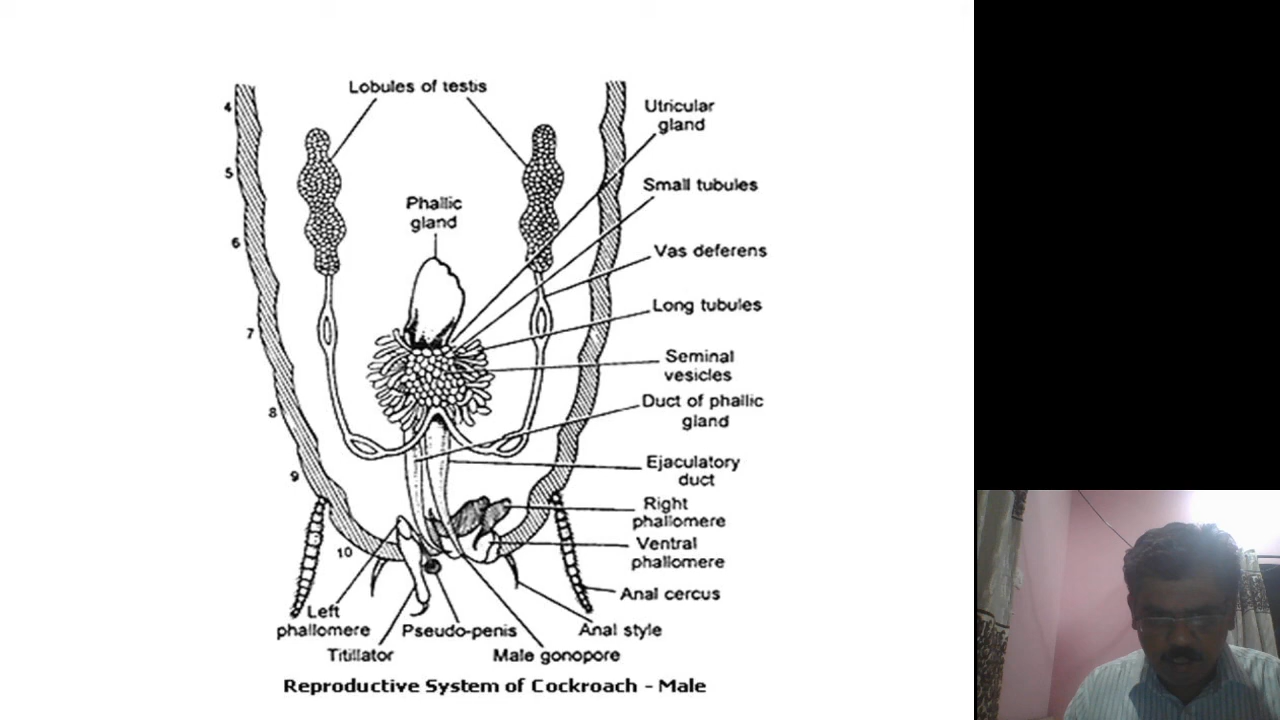 Lobules of testis
4
Utricular
gland
5
Small tubules
Phallic
gland
6
Vas deferens
Long tubules
7
Seminal
vesicles
Duct of phallic
gland
8
Ejaculatory
duct
9
Right
phallomere
Ventral
phallomere
10
Anal cercus
Left
phallomere
Pseudo-penis
Anal style
Titillator
Male gonopore
Reproductive System of Cockroach - Male